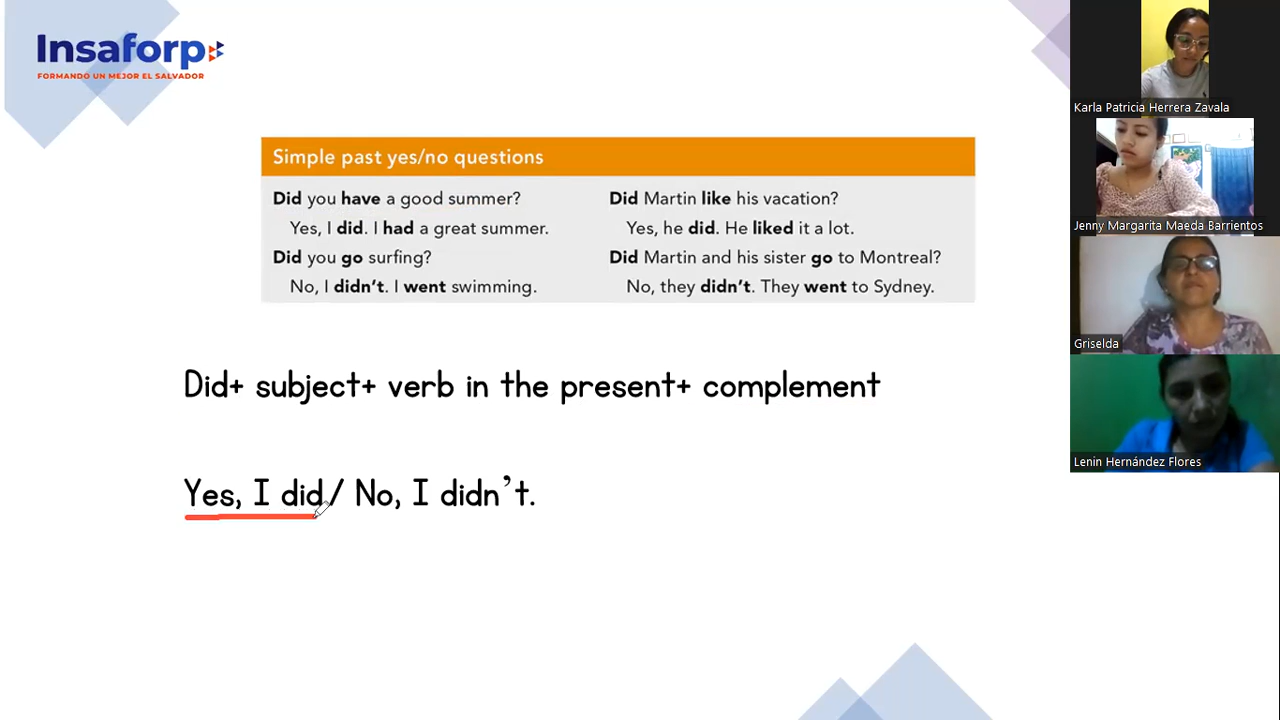 Insaforp
FORMANDO UN MEJOR EL SALVADOR
Simple past yes/no questions
Did you have a good summer?
Yes, I did. I had a great summer.
Did you go surfing?
No, I didn't. I went swimming.
Did Martin like his vacation?
Yes, he did. He liked it a lot.
Did Martin and his sister go to Montreal?
No, they didn't. They went to Sydney.
Did+ subject+ verb in the present+ complement
Yes, I did/ No, I didn't.
Karla Patricia Herrera Zavala
Jenny Margarita Maeda Barrientos
Griselda
Lenin Hernández Flores